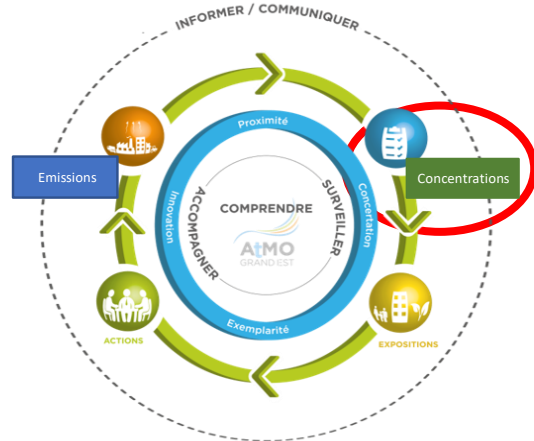 INFORMER / COMMUNIQUER
Proximité
Emissions
Concentrations
Innovation
ACCOMPAGNER
COMPRENDRE
SURVEILLER
Concertation
AtMO
GRAND EST
Exemplarité
ACTIONS
EXPOSITIONS